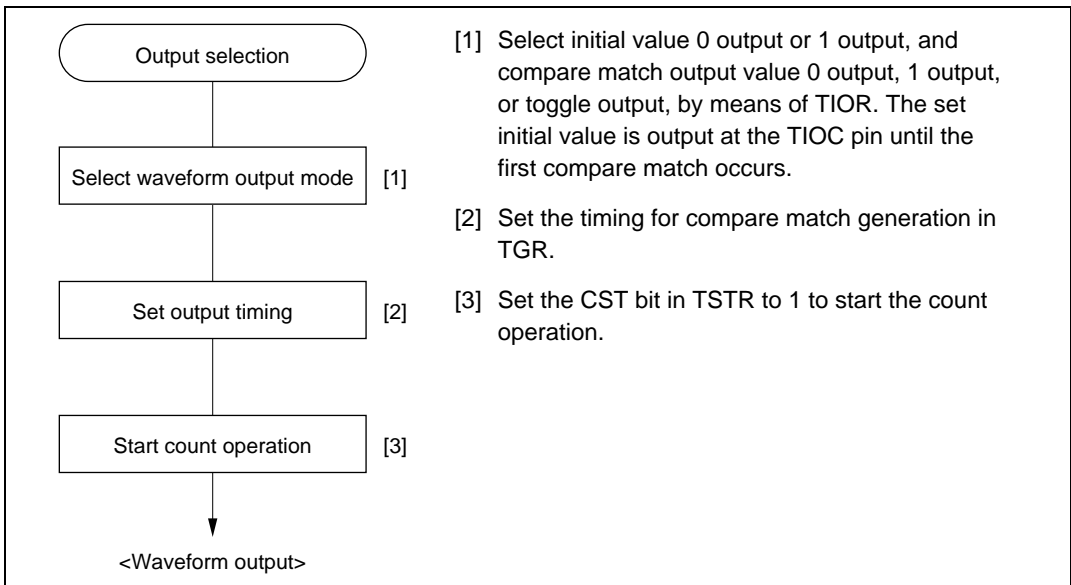 Output selection
Select waveform output mode [1]
Set output timing [2]
Start count operation [3]
<Waveform output>
[1] Select initial value 0 output or 1 output, and
compare match output value 0 output, 1 output,
or toggle output, by means of TIOR. The set
initial value is output at the TIOC pin until the
first compare match occurs.
[2] Set the timing for compare match generation in
TGR.
[3] Set the CST bit in TSTR to 1 to start the count
operation.